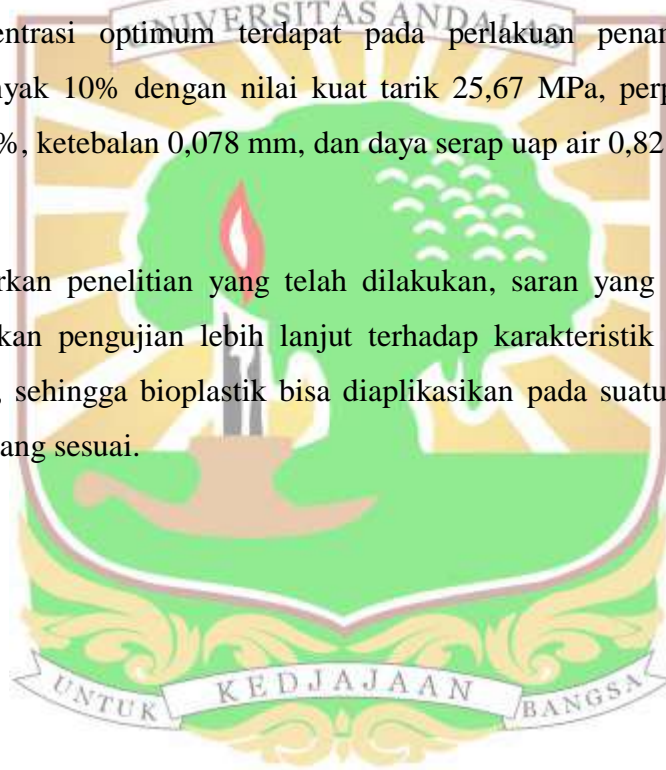 UNIVERSITAS ANDALAS
entrasi optimum terdapat pada perlakuan penar
nyak 10% dengan nilai kuat tarik 25,67 MPa, perp
%, ketebalan 0,078 mm, dan daya serap uap air 0,82
rkan penelitian yang telah dilakukan, saran yang
kan pengujian lebih lanjut terhadap karakteristik
, sehingga bioplastik bisa diaplikasikan pada suatu
ang sesuai.
UNTUK KEDJAJAAN BANGSA